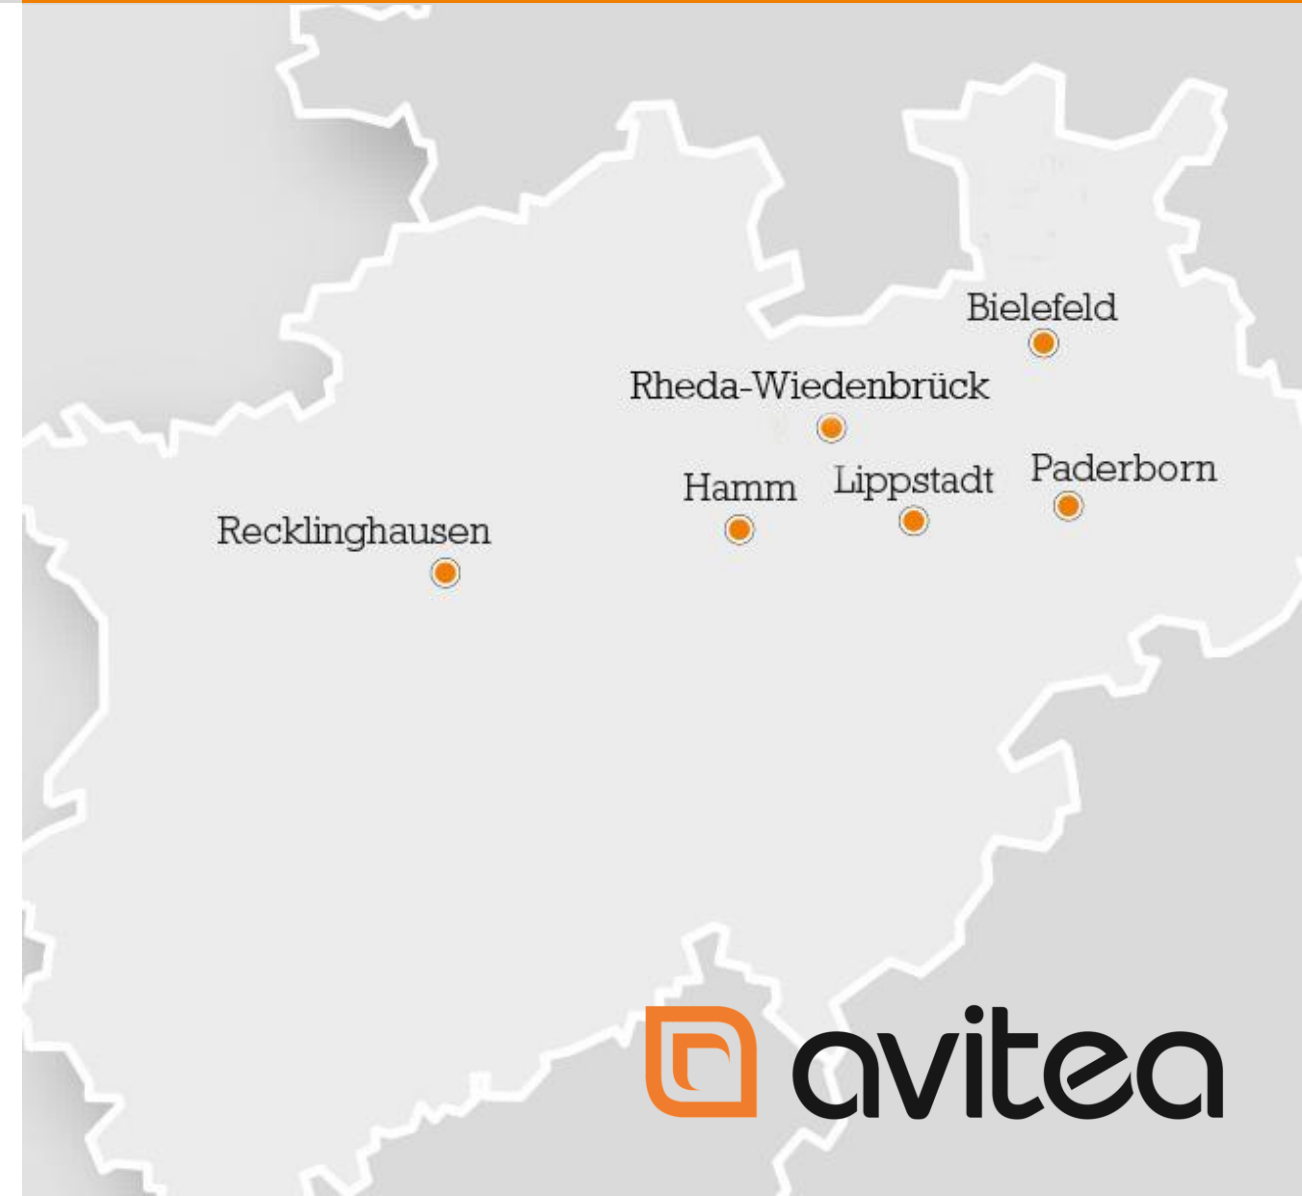 Bielefeld
Rheda-Wiedenbrück
Hamm
Lippstadt
Paderborn
Recklinghausen
avitea